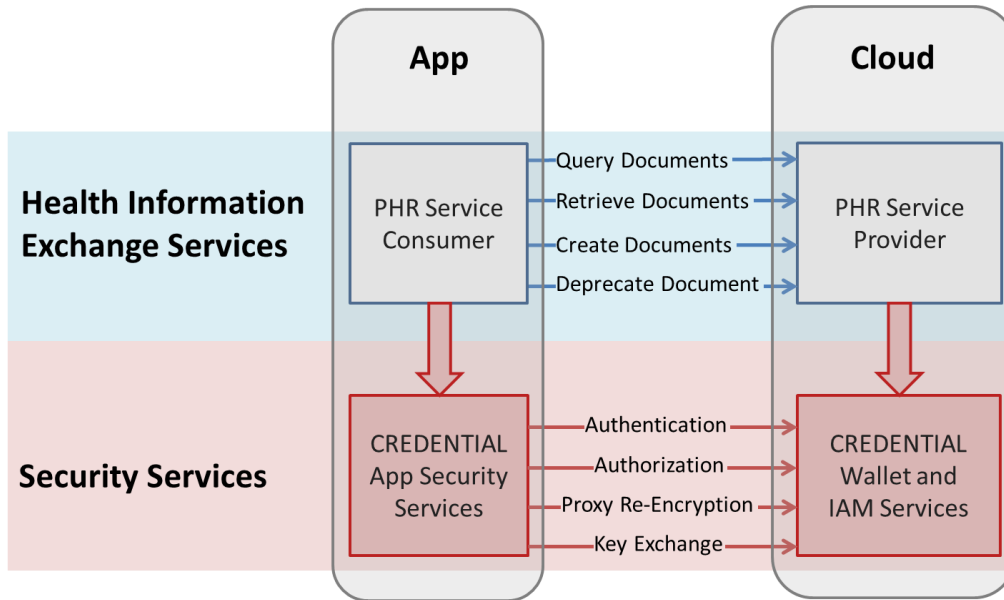 App
Cloud
Health Information
Exchange Services
PHR Service
Consumer
Query Documents
Retrieve Documents
Create Documents
Deprecate Document
PHR Service
Provider
Security Services
CREDENTIAL
App Security
Services
Authentication
Authorization
Proxy Re-Encryption
Key Exchange
CREDENTIAL
Wallet and
IAM Services